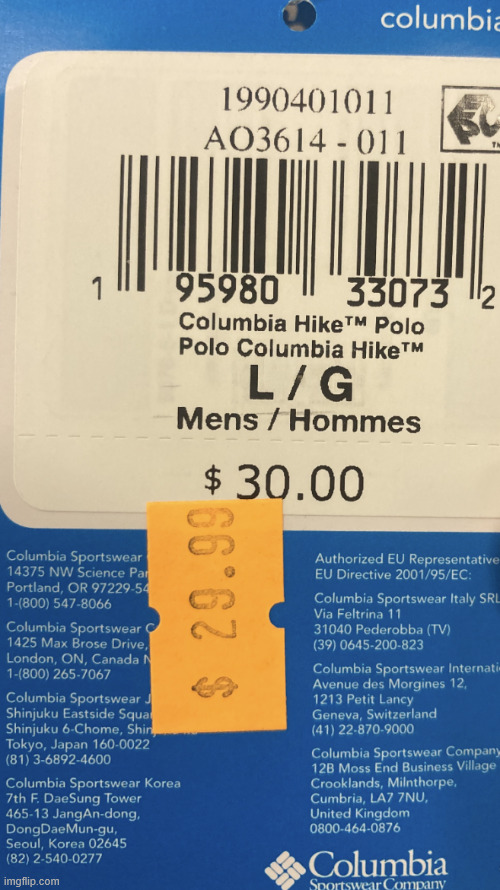 columbia
1990401011
AO3614 - 011
TM
1 95980 33073 2
Columbia Hike™ Polo
Polo Columbia Hike™
L / G
Mens / Hommes
$ 30.00
$ 29.99
Columbia Sportswear
14375 NW Science
Portland, OR 97229-54
1-(800) 547-8066
Columbia Sportswear
1425 Max Brose Drive,
London, ON, Canada N
1-(800) 265-7067
Columbia Sportswear J
Shinjuku Eastside
Shinjuku 6-Chome,
Tokyo, Japan 160-0022
(81) 3-6892-4600
Columbia Sportswear Korea
7th F. DaeSung Tower
465-13 JangAn-dong,
DongDaeMun-gu,
Seoul, Korea 02645
(82) 2-540-0277
Authorized EU Representative
EU Directive 2001/95/EC:
Columbia Sportswear Italy SRL
Via Feltrina 11
31040 Pederobba (TV)
(39) 0645-200-823
Columbia Sportswear Internati
Avenue des Morgines 12,
1213 Petit Lancy
Geneva, Switzerland
(41) 22-870-9000
Columbia Sportswear Company
12B Moss End Business Village
Crooklands, Milnthorpe,
Cumbria, LA7 7NU,
United Kingdom
0800-464-0876
Columbia
Sportswear Company
imgflip.com